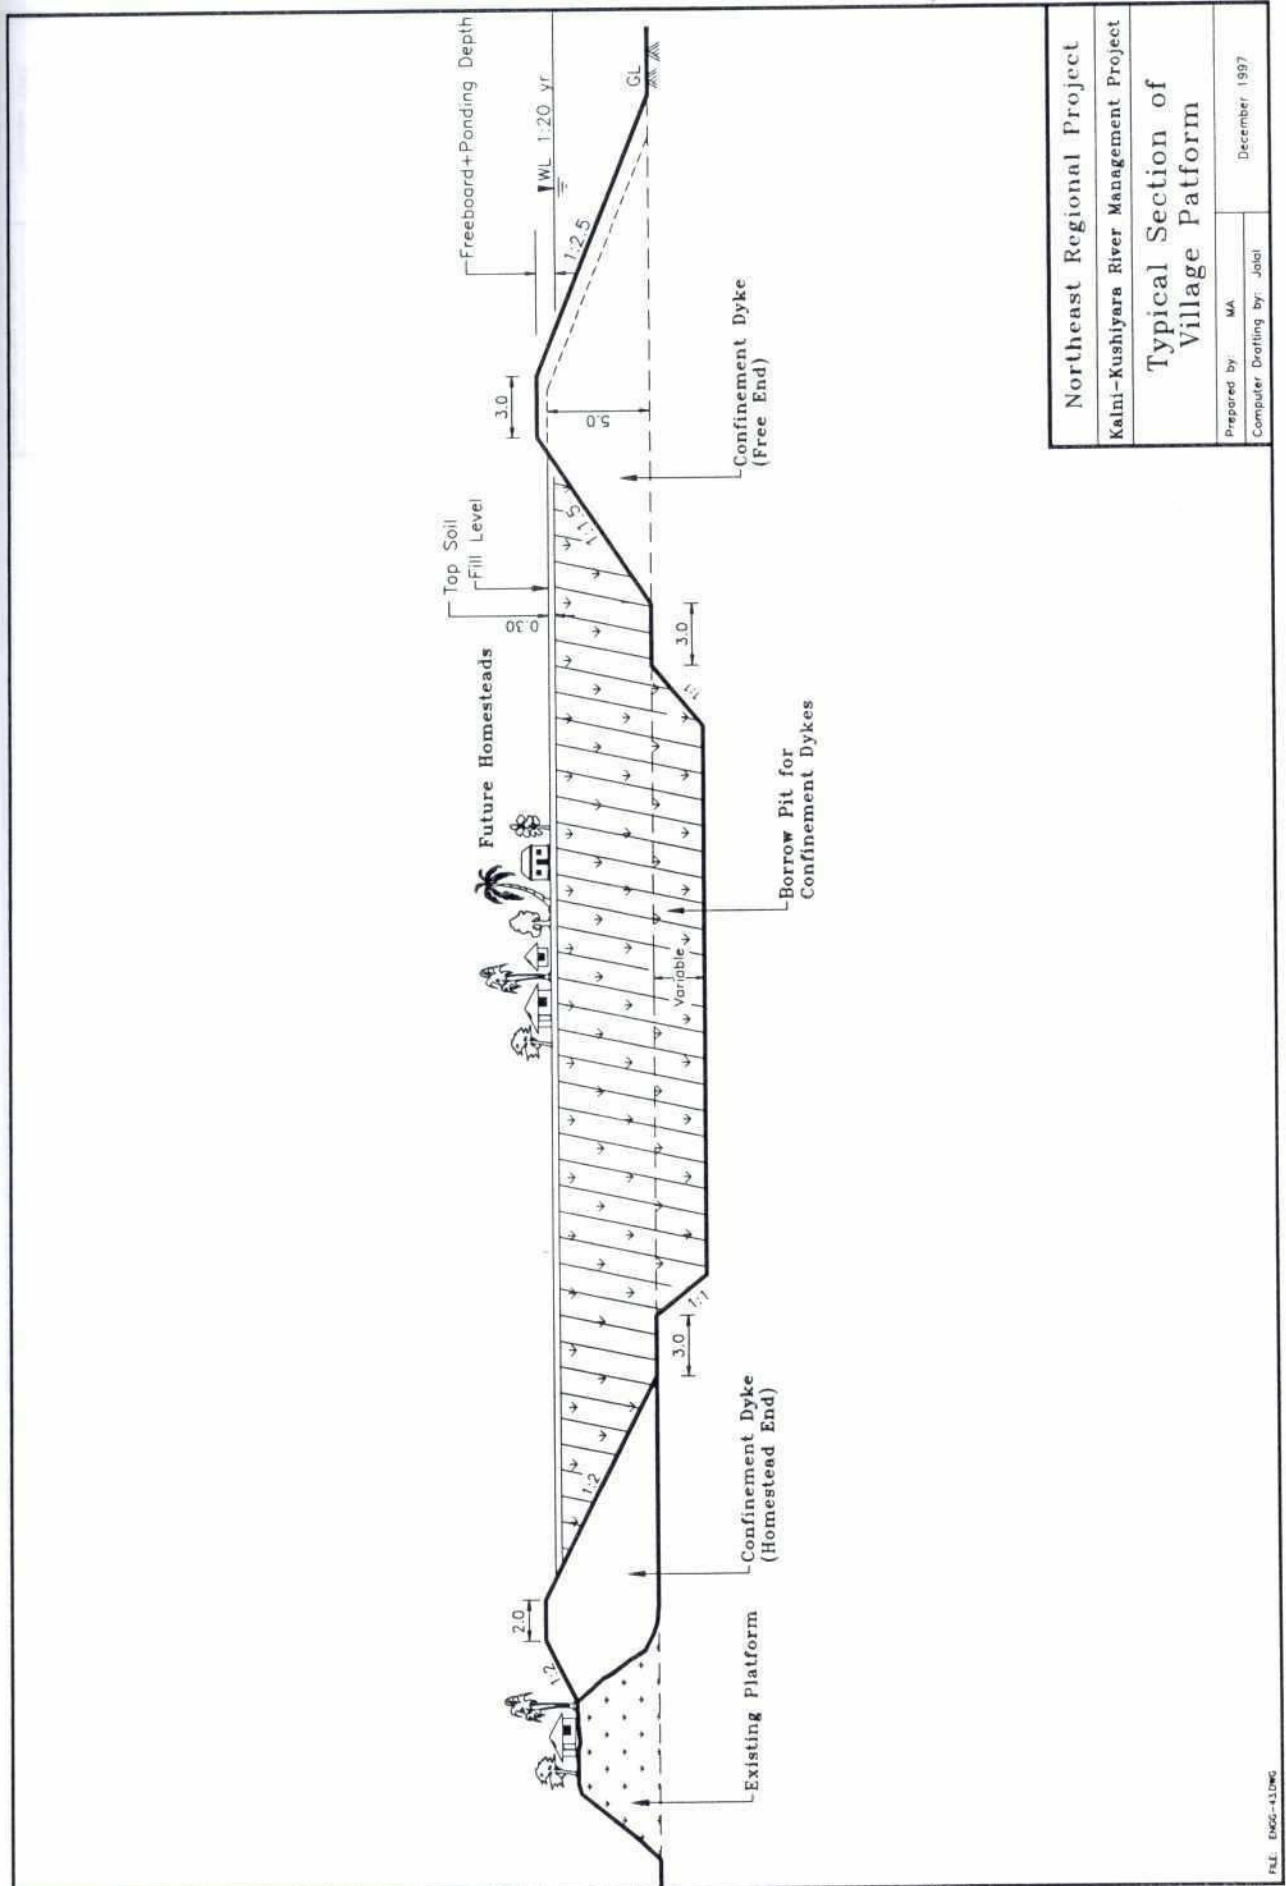 Freeboard+Ponding Depth
WL 1:20 yr
GL
1:2.5
3.0
5.0
Confinement Dyke
(Free End)
Top Soil
Fill Level
0.30
1:1.5
3.0
1:1
Future Homesteads
Borrow Pit for
Confinement Dykes
Variable
1:1
3.0
1:2
Confinement Dyke
(Homestead End)
2.0
1:2
Existing Platform
Northeast Regional Project
Kalni-Kushiyara River Management Project
Typical Section of
Village Patform
Prepared by: MA
December 1997
Computer Drafting by: Jalal
FILE: ENGG-43.DWG